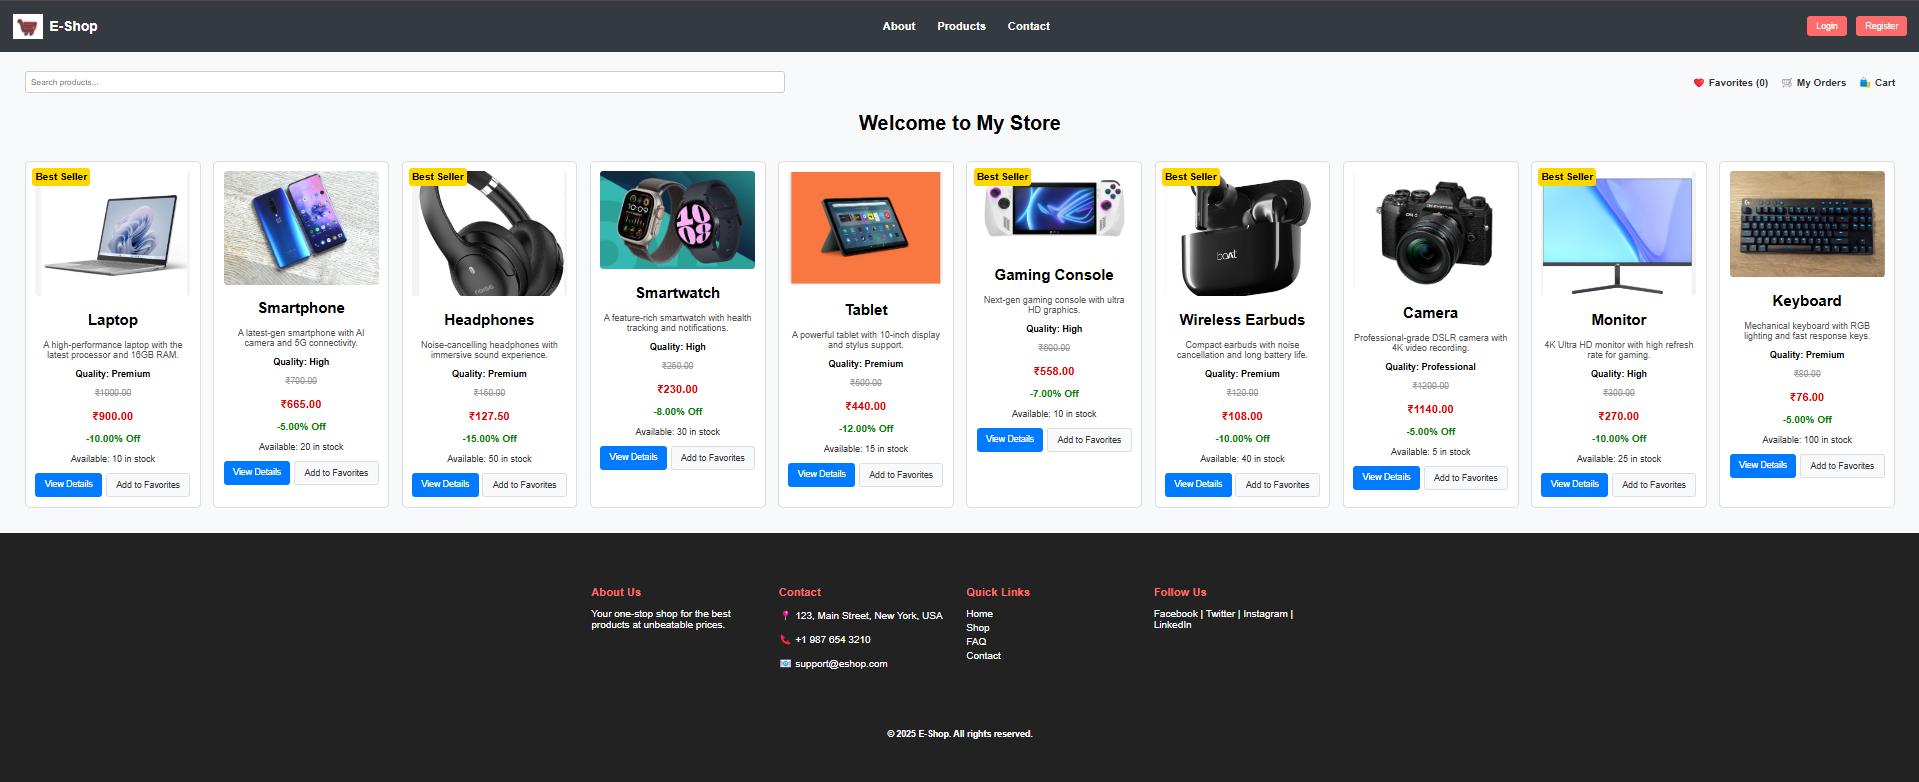 E-Shop
About Products Contact
Login Register
Search products...
Favorites (0) My Orders Cart
Welcome to My Store
Best Seller
Laptop
A high-performance laptop with the
latest processor and 16GB RAM.
Quality: Premium
₹1000.00
₹900.00
-10.00% Off
Available: 10 in stock
View Details Add to Favorites
Smartphone
A latest-gen smartphone with AI
camera and 5G connectivity.
Quality: High
₹700.00
₹665.00
-5.00% Off
Available: 20 in stock
View Details Add to Favorites
Best Seller
Headphones
Noise-cancelling headphones with
immersive sound experience.
Quality: Premium
₹150.00
₹127.50
-15.00% Off
Available: 50 in stock
View Details Add to Favorites
Smartwatch
A feature-rich smartwatch with health
tracking and notifications.
Quality: High
₹250.00
₹230.00
-8.00% Off
Available: 30 in stock
View Details Add to Favorites
Tablet
A powerful tablet with 10-inch display
and stylus support.
Quality: Premium
₹500.00
₹440.00
-12.00% Off
Available: 15 in stock
View Details Add to Favorites
Best Seller
Gaming Console
Next-gen gaming console with ultra
HD graphics.
Quality: High
₹600.00
₹558.00
-7.00% Off
Available: 10 in stock
View Details Add to Favorites
Best Seller
boAt
Wireless Earbuds
Compact earbuds with noise
cancellation and long battery life.
Quality: Premium
₹120.00
₹108.00
-10.00% Off
Available: 40 in stock
View Details Add to Favorites
Camera
Professional-grade DSLR camera with
4K video recording.
Quality: Professional
₹1200.00
₹1140.00
-5.00% Off
Available: 5 in stock
View Details Add to Favorites
Best Seller
Monitor
4K Ultra HD monitor with high refresh
rate for gaming.
Quality: High
₹300.00
₹270.00
-10.00% Off
Available: 25 in stock
View Details Add to Favorites
Keyboard
Mechanical keyboard with RGB
lighting and fast response keys.
Quality: Premium
₹80.00
₹76.00
-5.00% Off
Available: 100 in stock
View Details Add to Favorites
About Us
Your one-stop shop for the best
products at unbeatable prices.
Contact
123, Main Street, New York, USA
+1 987 654 3210
support@eshop.com
Quick Links
Home
Shop
FAQ
Contact
Follow Us
Facebook | Twitter | Instagram |
LinkedIn
© 2025 E-Shop. All rights reserved.